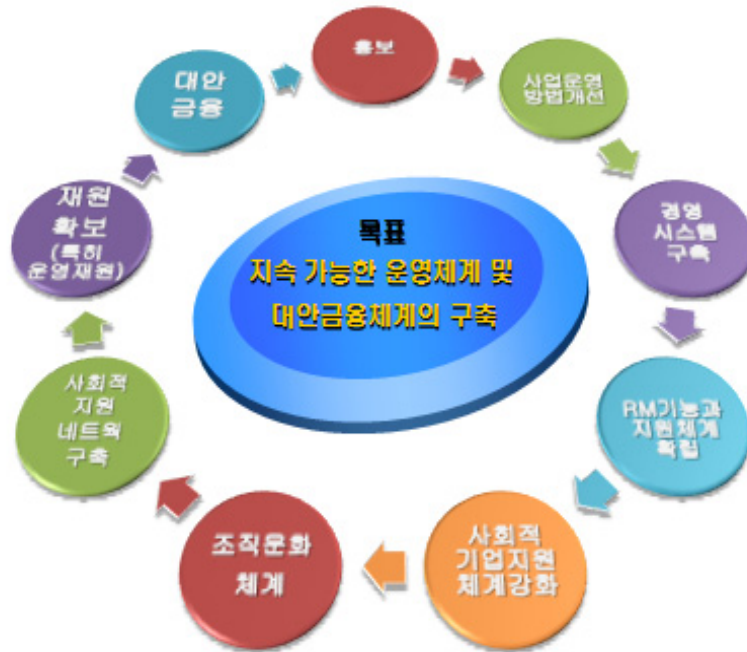 홍보
사업운영
방법개선
경영
시스템
구축
RM기능과
지원체계
확립
사회적
기업지원
체계강화
조직문화
체계
사회적
지원
네트웍
구축
재원
확보
(특히
운영재원)
대안
금융
목표
지속 가능한 운영체계 및
대안금융체계의 구축